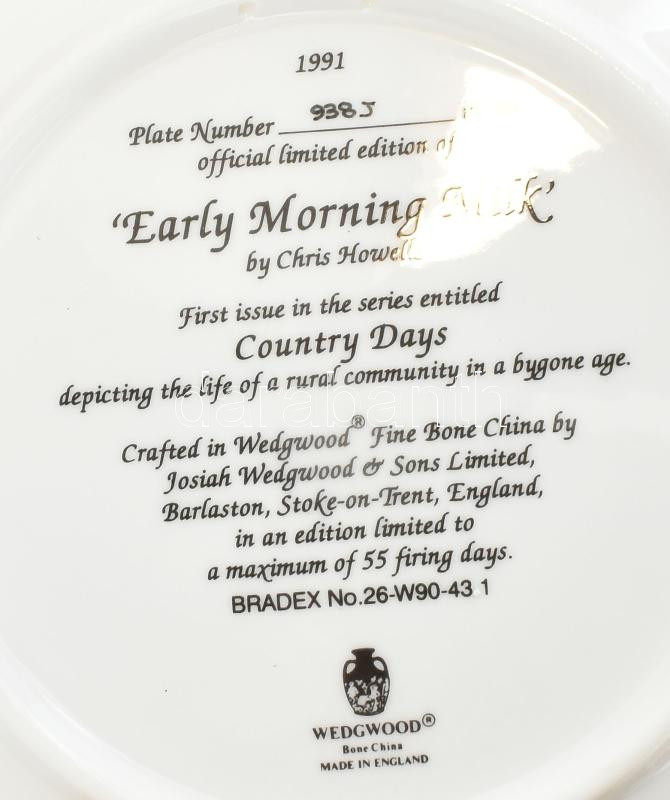 1991
Plate Number 938J
official limited edition of
‘Early Morning Milk’
by Chris Howell
First issue in the series entitled
Country Days
depicting the life of a rural community in a bygone age.
Crafted in Wedgwood® Fine Bone China by
Josiah Wedgwood & Sons Limited,
Barlaston, Stoke-on-Trent, England,
in an edition limited to
a maximum of 55 firing days.
BRADEX No.26-W90-43 1
WEDGWOOD®
Bone China
MADE IN ENGLAND
darabanth